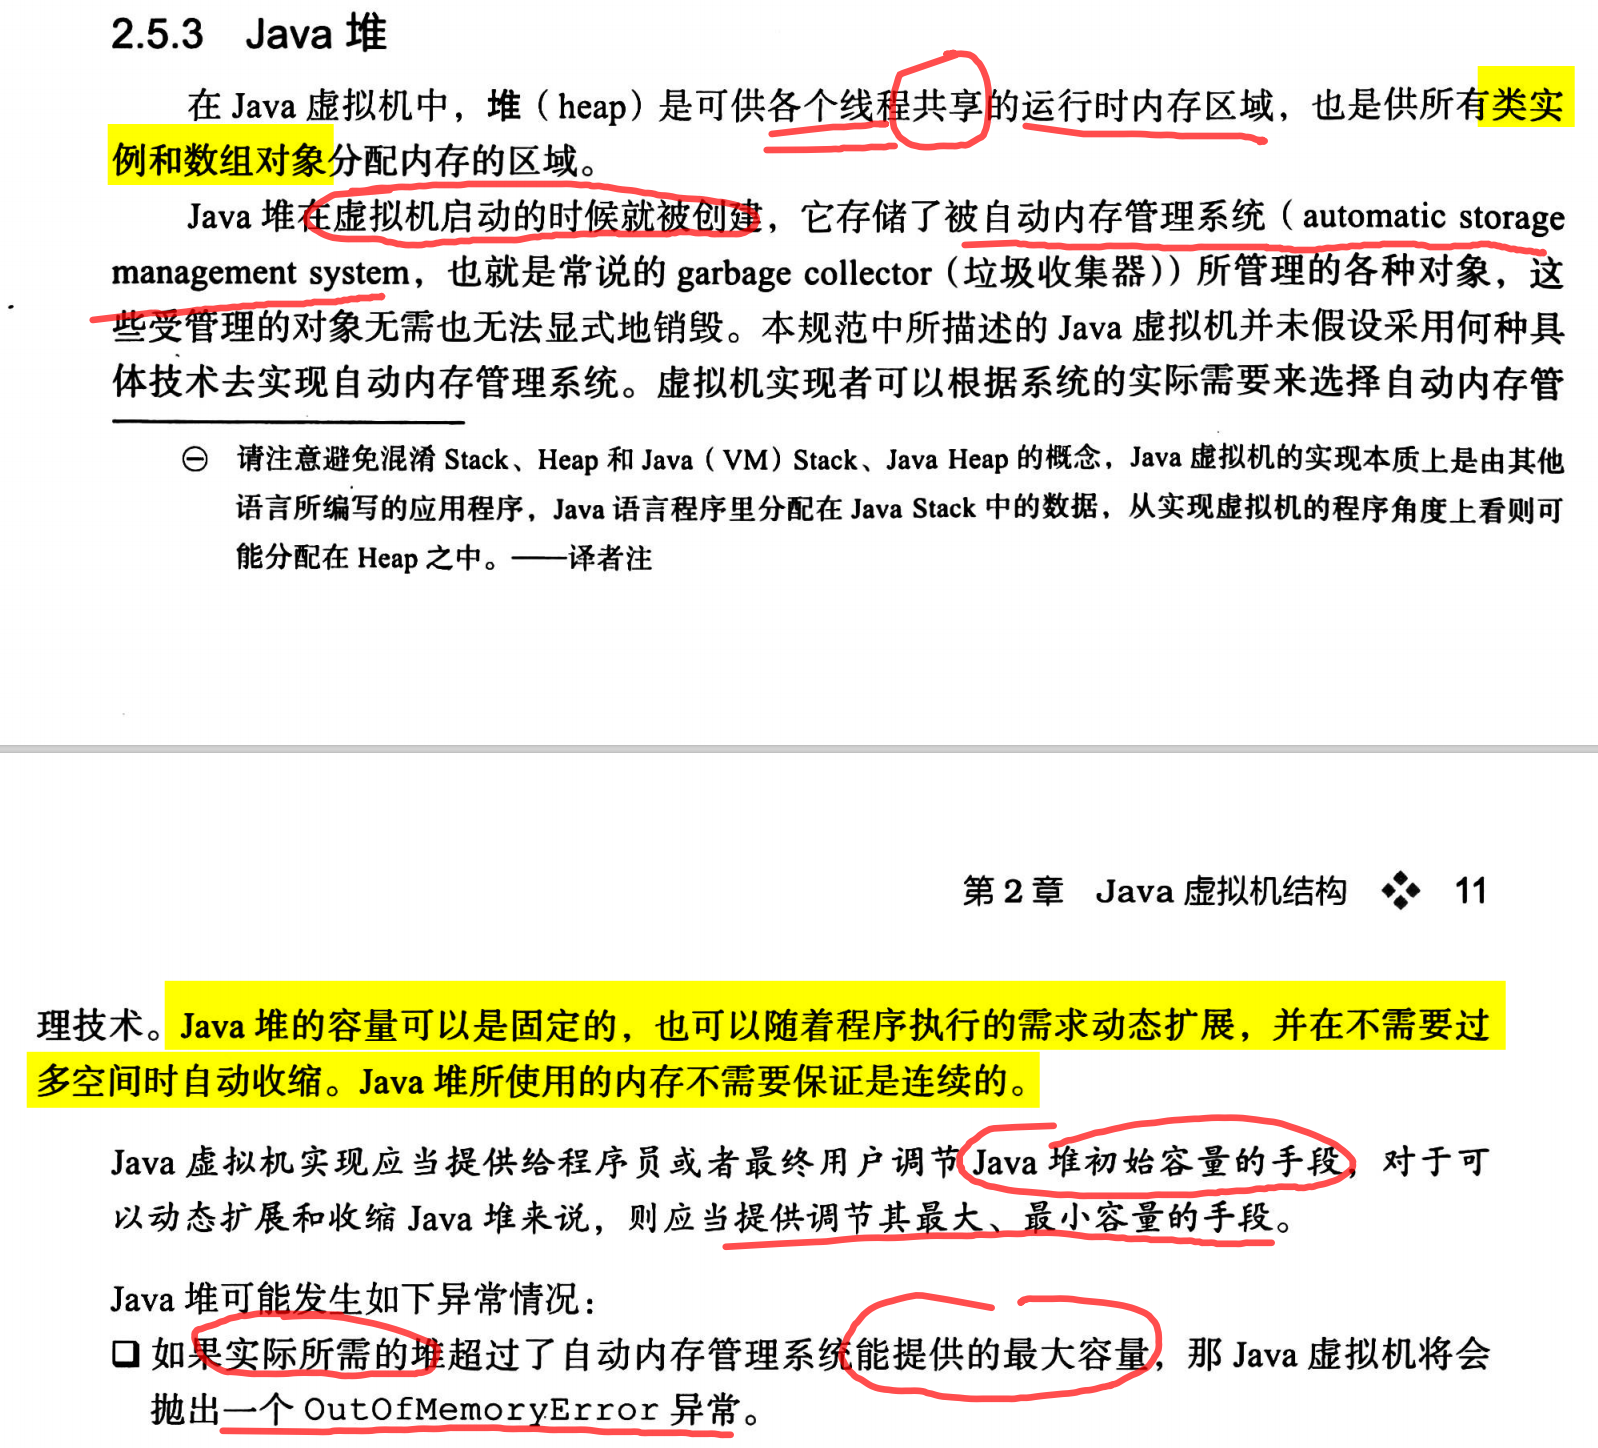 2.5.3 Java 堆
在 Java 虚拟机中，堆（heap）是可供各个线程共享的运行时内存区域，也是供所有类实
例和数组对象分配内存的区域。
Java 堆在虚拟机启动的时候就被创建，它存储了被自动内存管理系统（automatic storage
management system，也就是常说的 garbage collector（垃圾收集器））所管理的各种对象，这
些受管理的对象无需也无法显式地销毁。本规范中所描述的 Java 虚拟机并未假设采用何种具
体技术去实现自动内存管理系统。虚拟机实现者可以根据系统的实际需要来选择自动内存管
㊀ 请注意避免混淆 Stack、Heap 和 Java（VM）Stack、Java Heap 的概念，Java 虚拟机的实现本质上是由其他
语言所编写的应用程序，Java 语言程序里分配在 Java Stack 中的数据，从实现虚拟机的程序角度上看则可
能分配在 Heap 之中。——译者注
第 2 章 Java 虚拟机结构 ❖ 11
理技术。Java 堆的容量可以是固定的，也可以随着程序执行的需求动态扩展，并在不需要过
多空间时自动收缩。Java 堆所使用的内存不需要保证是连续的。
Java 虚拟机实现应当提供给程序员或者最终用户调节 Java 堆初始容量的手段，对于可
以动态扩展和收缩 Java 堆来说，则应当提供调节其最大、最小容量的手段。
Java 堆可能发生如下异常情况：
❏ 如果实际所需的堆超过了自动内存管理系统能提供的最大容量，那 Java 虚拟机将会
抛出一个 OutOfMemoryError 异常。